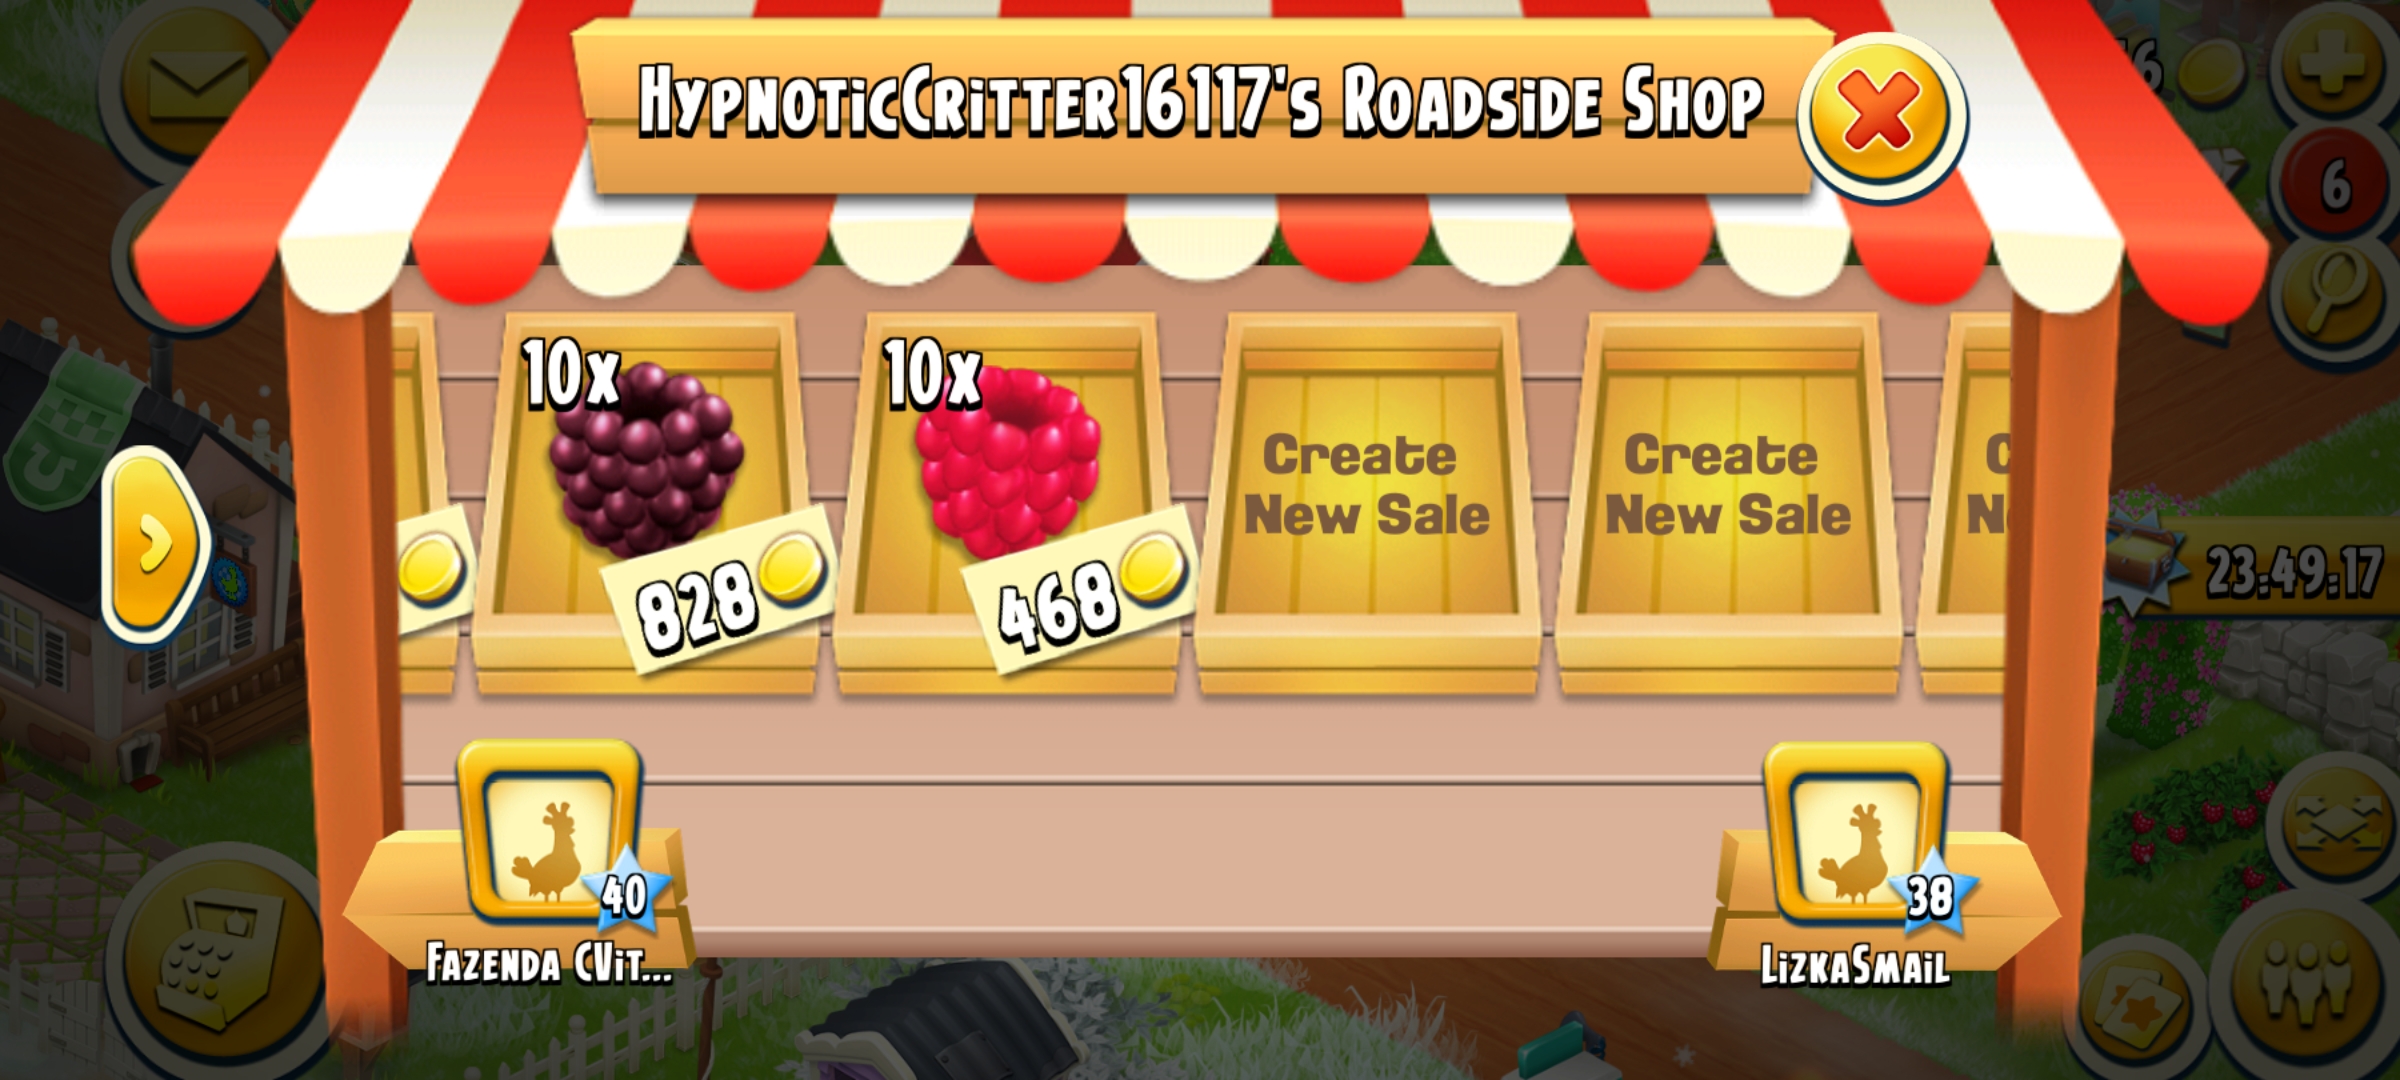 HypnoticCritter16117's Roadside Shop
6
6
10x
10x
Create
New Sale
Create
New Sale
828
468
23:49:17
40
Fazenda CVit...
38
LizkaSmail